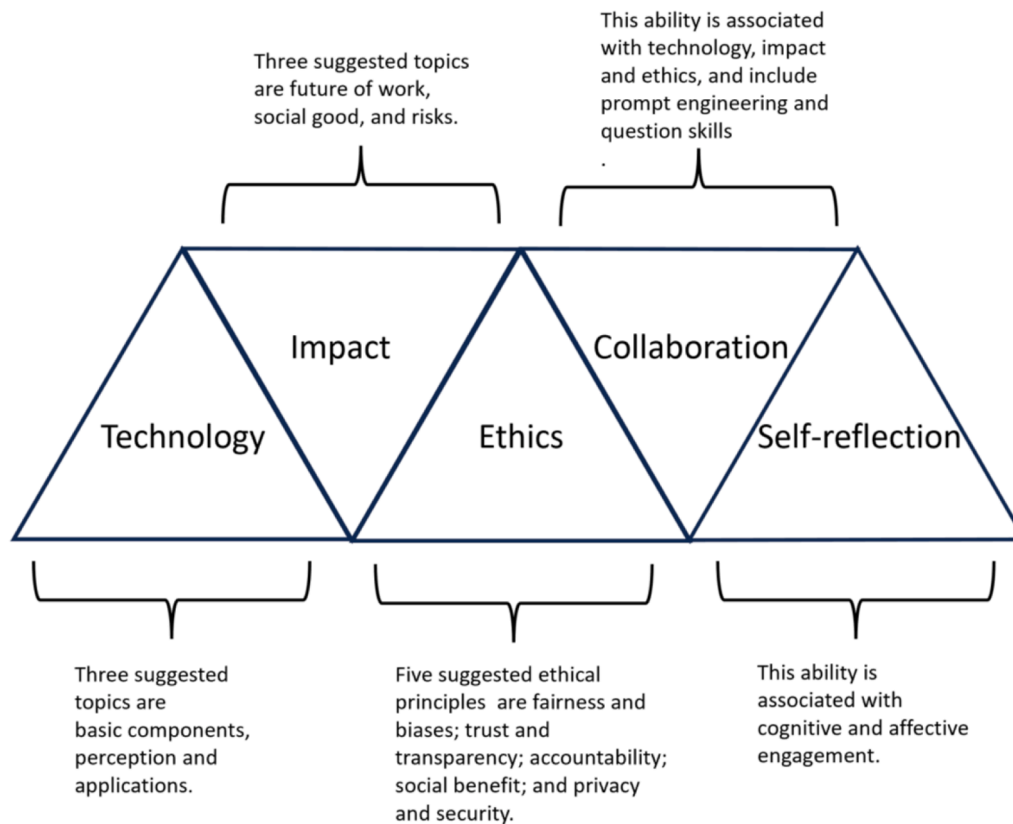 This ability is associated
with technology, impact
and ethics, and include
prompt engineering and
question skills
.
Three suggested topics
are future of work,
social good, and risks.
Impact
Collaboration
Technology
Ethics
Self-reflection
Three suggested
topics are
basic components,
perception and
applications.
Five suggested ethical
principles  are fairness and
biases; trust and
transparency; accountability;
social benefit; and privacy
and security.
This ability is
associated with
cognitive and affective
engagement.